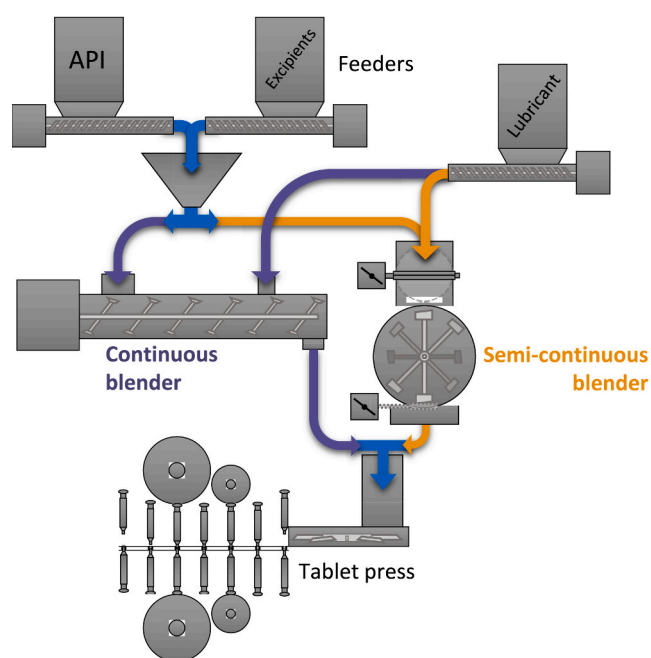 API
Excipients
Feeders
Lubricant
Continuous
blender
Semi-continuous
blender
Tablet press